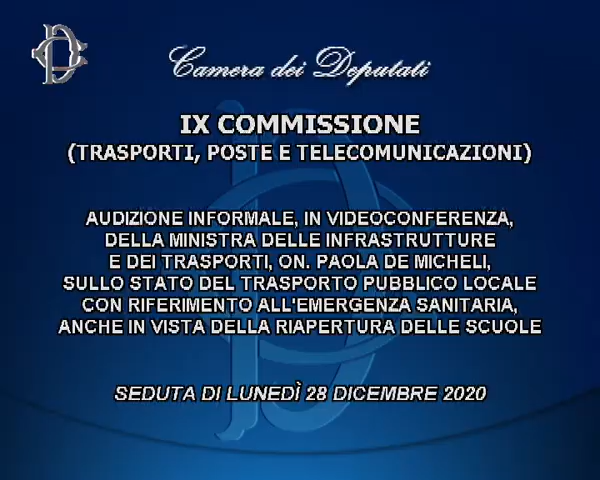 Camera dei Deputati
IX COMMISSIONE
(TRASPORTI, POSTE E TELECOMUNICAZIONI)
AUDIZIONE INFORMALE, IN VIDEOCONFERENZA,
DELLA MINISTRA DELLE INFRASTRUTTURE
E DEI TRASPORTI, ON. PAOLA DE MICHELI,
SULLO STATO DEL TRASPORTO PUBBLICO LOCALE
CON RIFERIMENTO ALL'EMERGENZA SANITARIA,
ANCHE IN VISTA DELLA RIAPERTURA DELLE SCUOLE
SEDUTA DI LUNEDÌ 28 DICEMBRE 2020